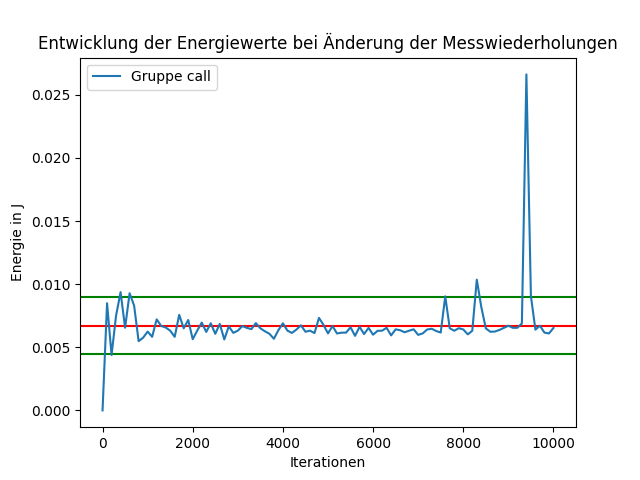 Entwicklung der Energiewerte bei Änderung der Messwiederholungen
Gruppe call
Energie in J
0.025
0.020
0.015
0.010
0.005
0.000
0 2000 4000 6000 8000 10000
Iterationen